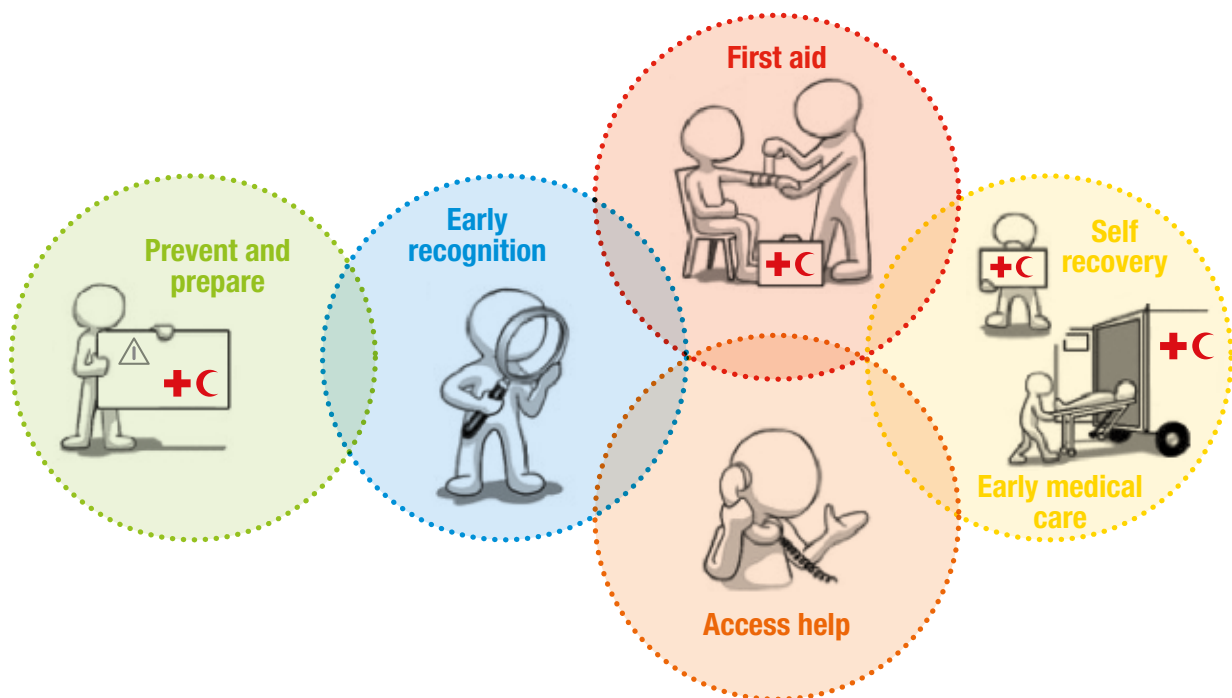 Prevent and
prepare
Early
recognition
First aid
Access help
Self
recovery
Early medical
care